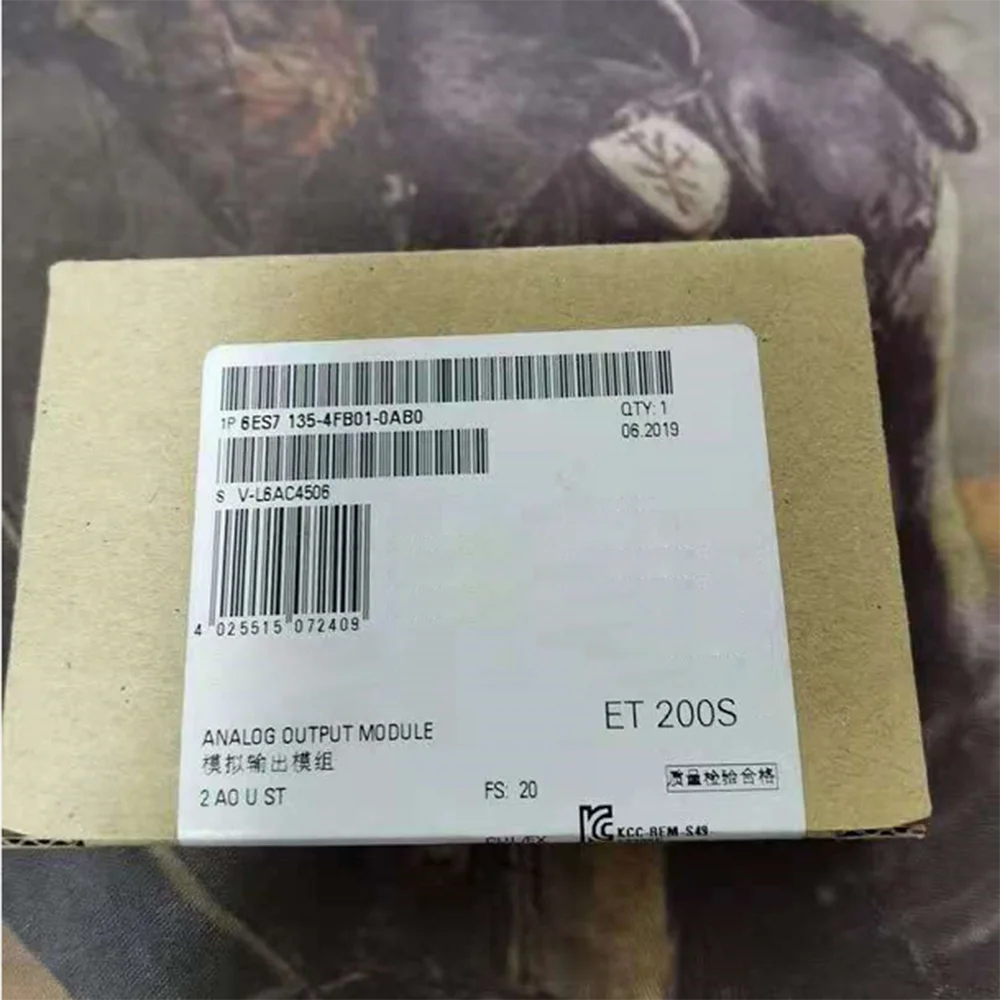 1P 6ES7 135-4FB01-0AB0
QTY: 1
06.2019
S V-L6AC4506
4 025515 072409
ET 200S
ANALOG OUTPUT MODULE
模拟输出模组
质量检验合格
2 AO U ST
FS: 20
KCC-REM-S49